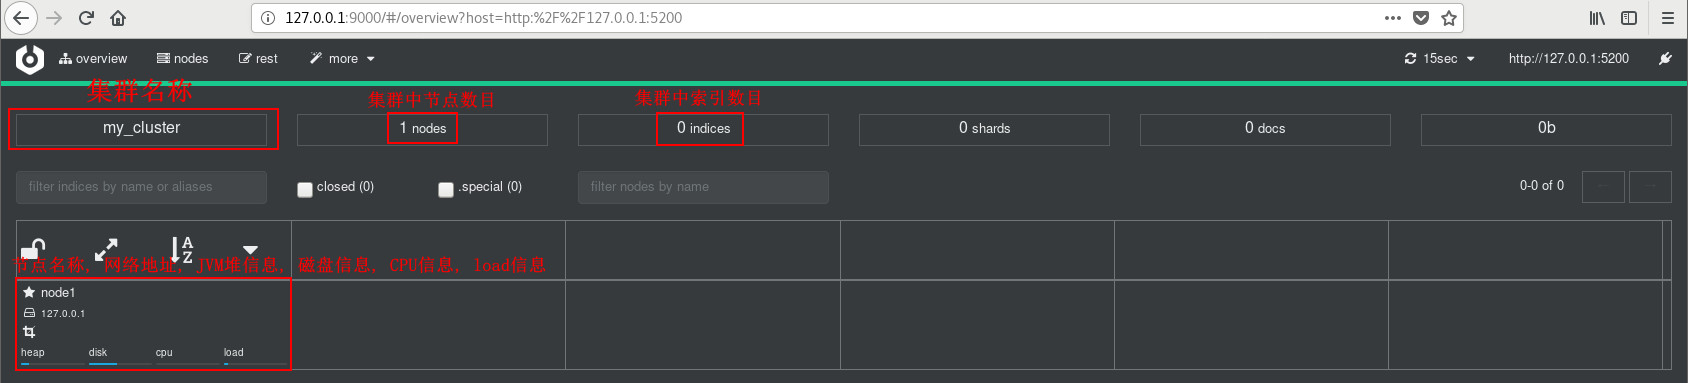 127.0.0.1:9000/#/overview?host=http:%2F%2F127.0.0.1:5200
overview nodes rest more 15sec http://127.0.0.1:5200
集群名称 集群中节点数目 集群中索引数目
my_cluster 1 nodes 0 indices 0 shards 0 docs 0b
filter indices by name or aliases closed (0) .special (0) filter nodes by name 0-0 of 0
A
Z
节点名称, 网络地址, JVM堆信息, 磁盘信息, CPU信息, load信息
node1
127.0.0.1
heap disk cpu load